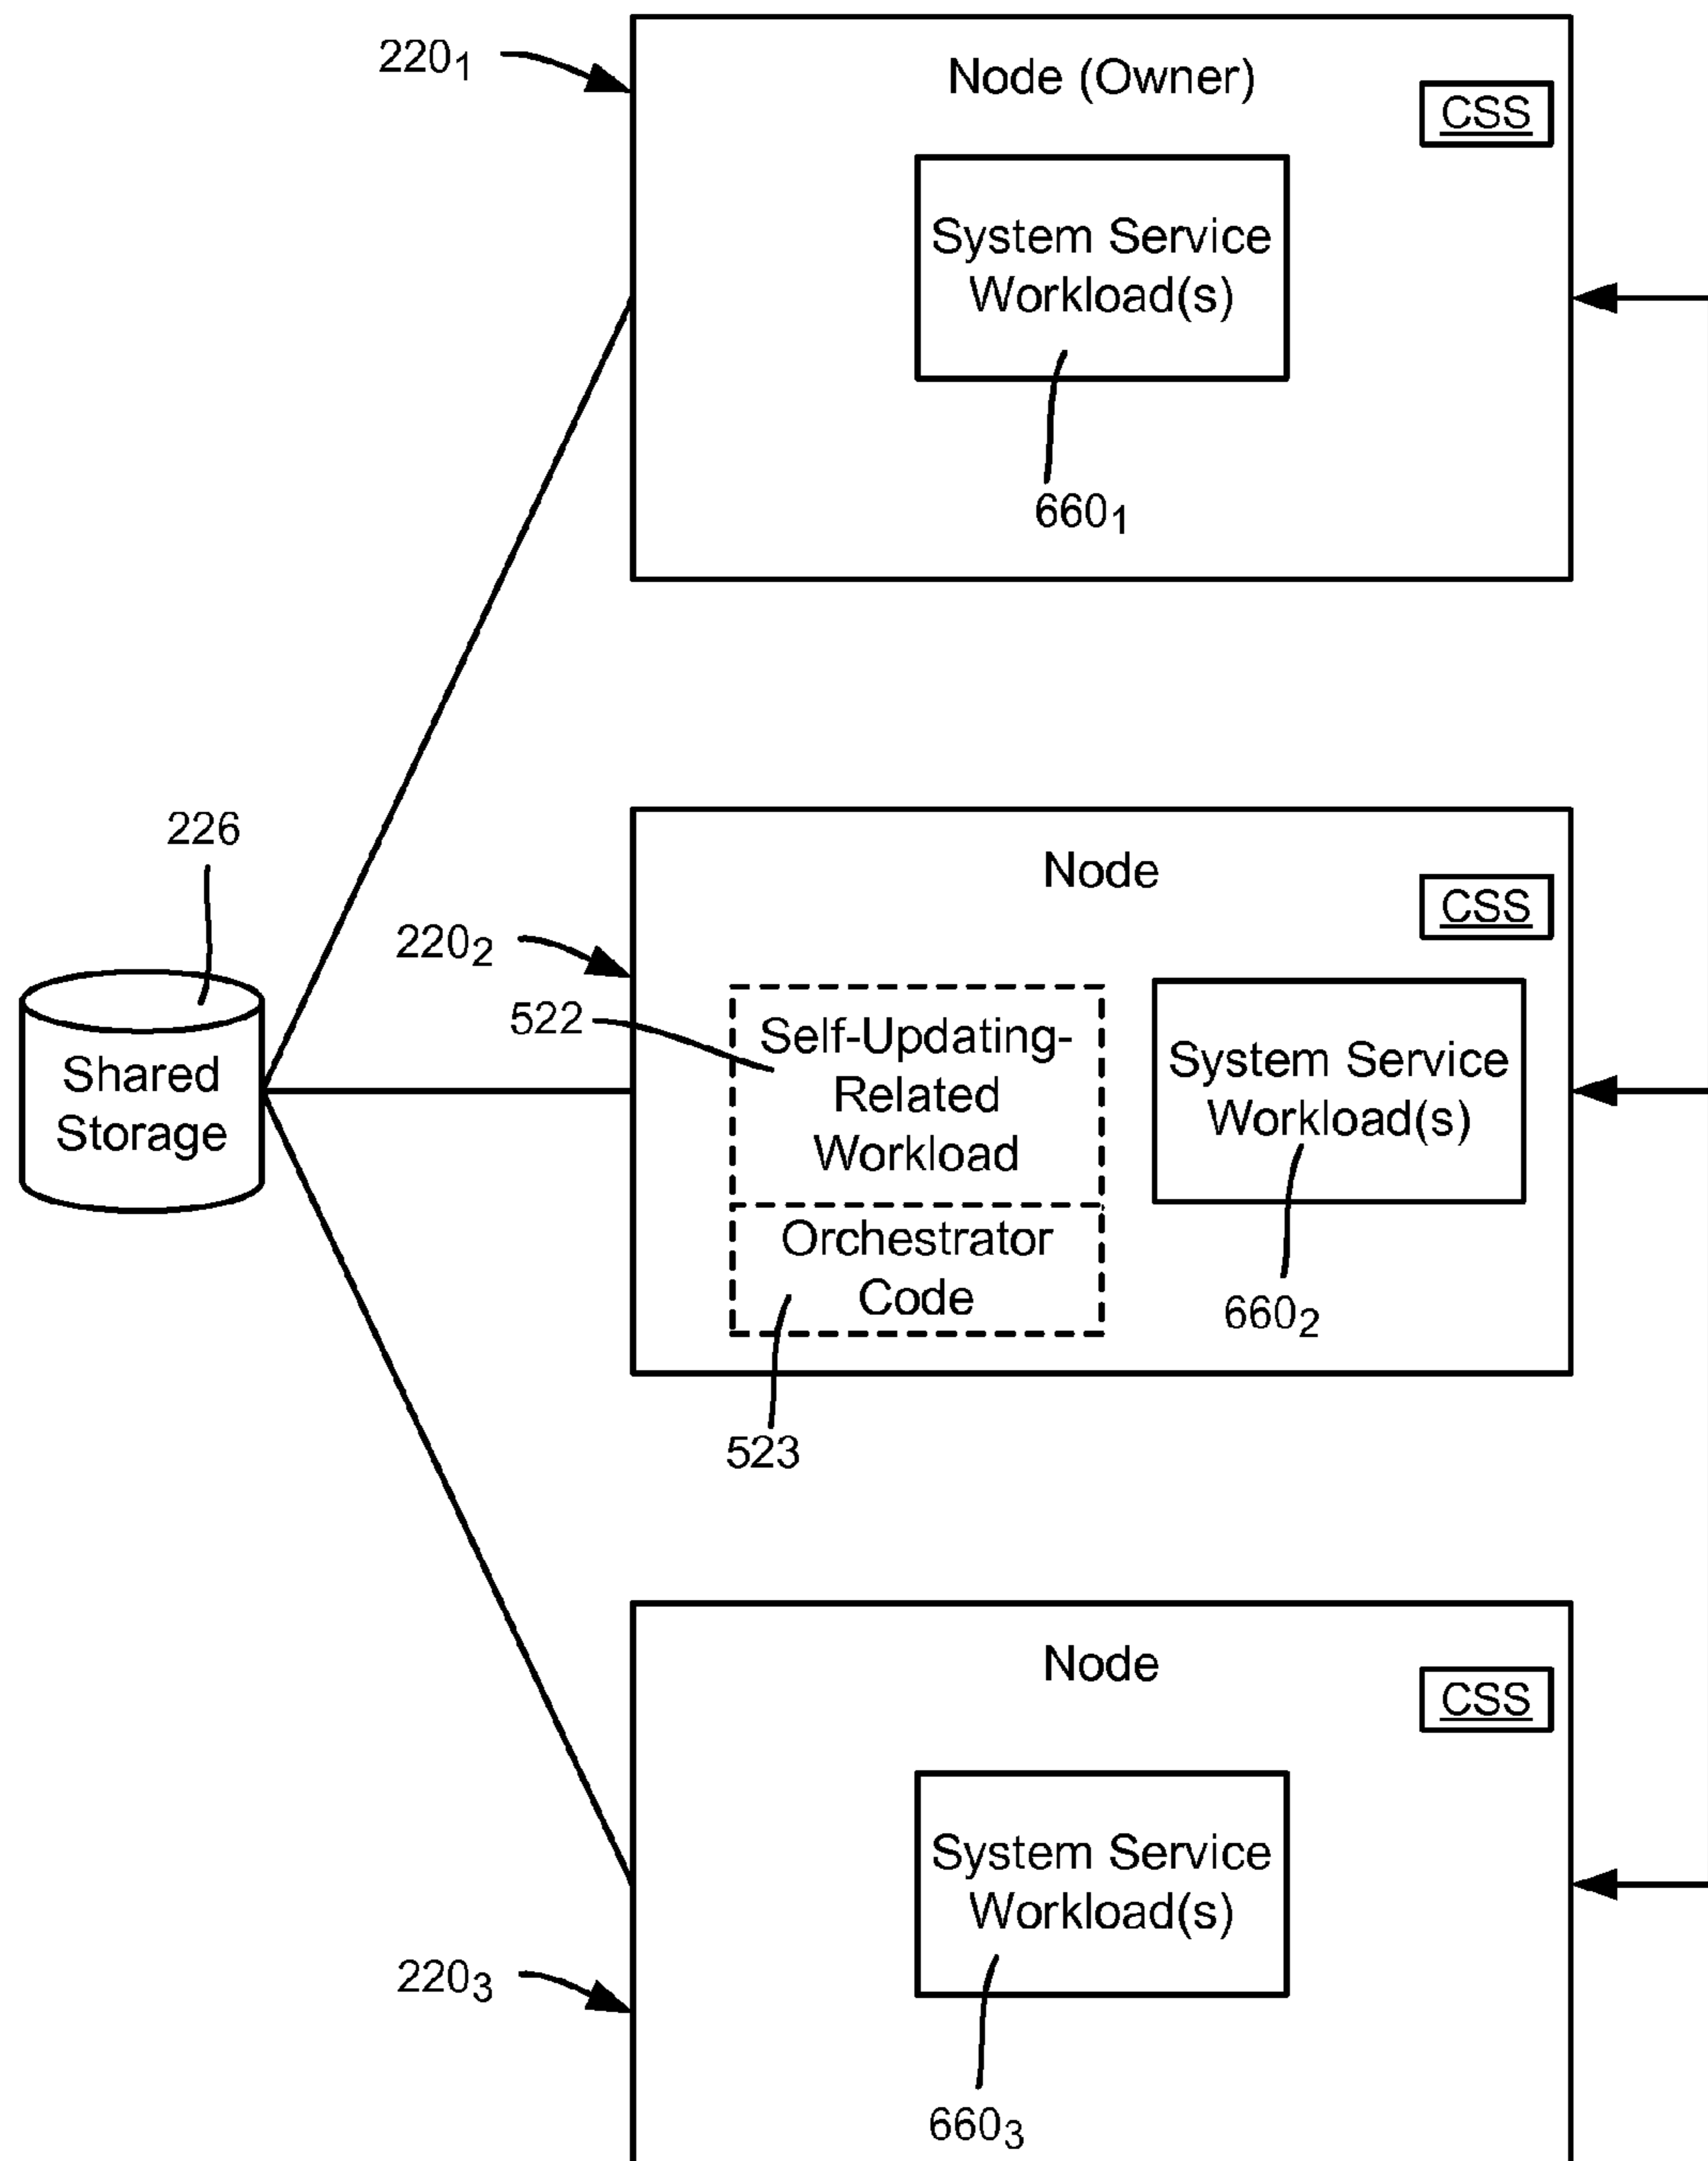 220₁
Node (Owner)
CSS
System Service
Workload(s)
660₁
226
Shared
Storage
Node
CSS
220₂
522
Self-Updating-
Related
Workload
Orchestrator
Code
523
System Service
Workload(s)
660₂
Node
CSS
System Service
Workload(s)
220₃
660₃